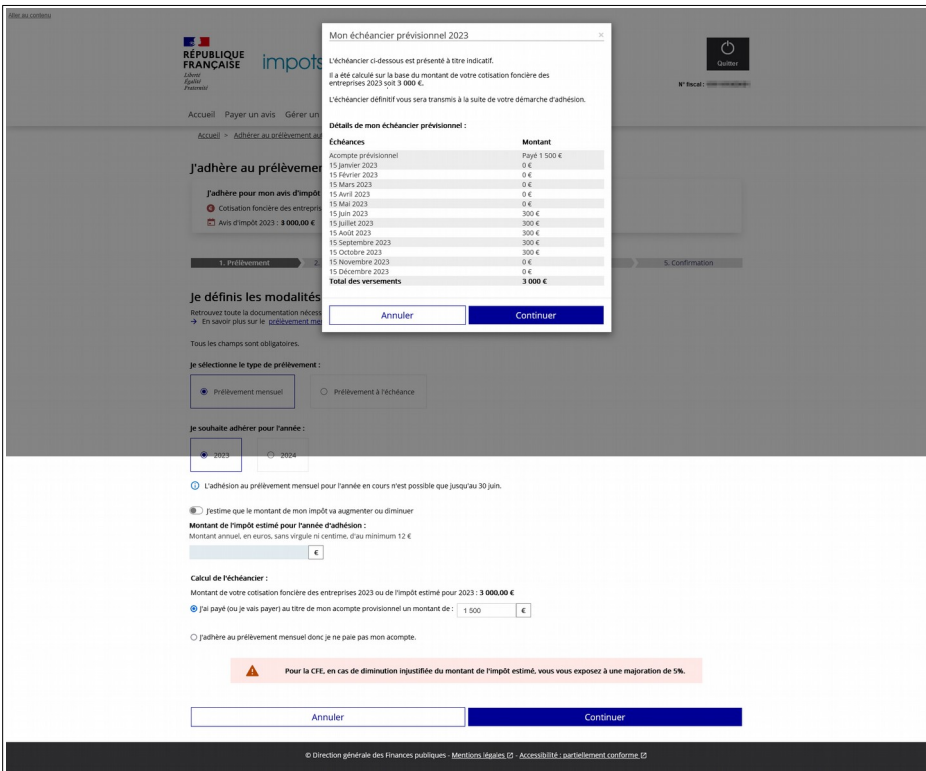 Aller au contenu
RÉPUBLIQUE
FRANÇAISE
Liberté
Égalité
Fraternité
impots
Quitter
N° fiscal :
Accueil Payer un avis Gérer un
Accueil > Adhérer au prélèvement au
J'adhère au prélèvemen
J'adhère pour mon avis d'impôt
Cotisation foncière des entrepris
Avis d'impôt 2023 : 3 000,00 €
1. Prélèvement
2.
5. Confirmation
Je définis les modalités
Retrouvez toute la documentation nécess
→ En savoir plus sur le prélèvement me
Mon échéancier prévisionnel 2023 ×
L'échéancier ci-dessous est présenté à titre indicatif.
Il a été calculé sur la base du montant de votre cotisation foncière des
entreprises 2023 soit 3 000 €.
L'échéancier définitif vous sera transmis à la suite de votre démarche d'adhésion.
Détails de mon échéancier prévisionnel :
Échéances Montant
Acompte prévisionnel Payé 1 500 €
15 Janvier 2023 0 €
15 Février 2023 0 €
15 Mars 2023 0 €
15 Avril 2023 0 €
15 Mai 2023 0 €
15 Juin 2023 300 €
15 Juillet 2023 300 €
15 Août 2023 300 €
15 Septembre 2023 300 €
15 Octobre 2023 300 €
15 Novembre 2023 0 €
15 Décembre 2023 0 €
Total des versements 3 000 €
Annuler Continuer
Tous les champs sont obligatoires.
Je sélectionne le type de prélèvement :
Prélèvement mensuel Prélèvement à l'échéance
Je souhaite adhérer pour l'année :
2023 2024
L'adhésion au prélèvement mensuel pour l'année en cours n'est possible que jusqu'au 30 juin.
J'estime que le montant de mon impôt va augmenter ou diminuer
Montant de l'impôt estimé pour l'année d'adhésion :
Montant annuel, en euros, sans virgule ni centime, d'au minimum 12 €
€
Calcul de l'échéancier :
Montant de votre cotisation foncière des entreprises 2023 ou de l'impôt estimé pour 2023 : 3 000,00 €
J'ai payé (ou je vais payer) au titre de mon acompte provisionnel un montant de : 1 500 €
J'adhère au prélèvement mensuel donc je ne paie pas mon acompte.
Pour la CFE, en cas de diminution injustifiée du montant de l'impôt estimé, vous vous exposez à une majoration de 5%.
Annuler Continuer
© Direction générale des Finances publiques - Mentions légales - Accessibilité : partiellement conforme